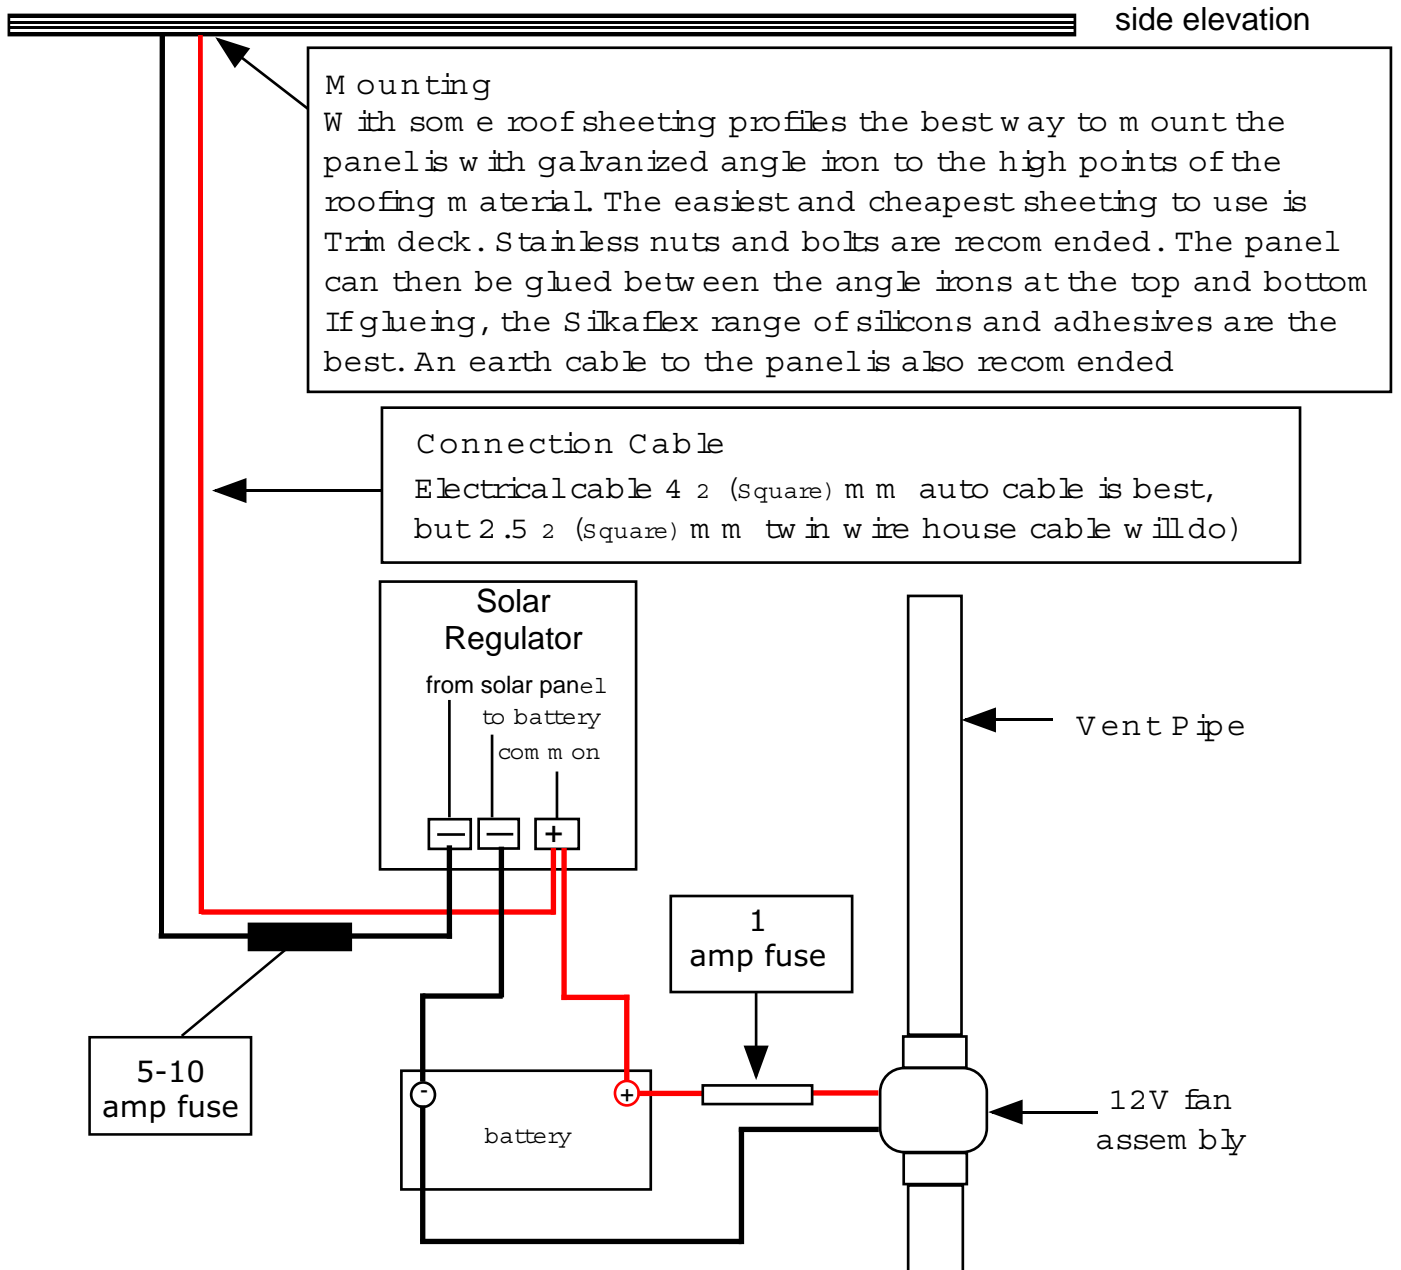 side elevation
Mounting
With some roof sheeting profiles the best way to mount the
panel is with galvanized angle iron to the high points of the
roofing material. The easiest and cheapest sheeting to use is
Trim deck. Stainless nuts and bolts are recomended. The panel
can then be glued between the angle irons at the top and bottom
If glueing, the Silkaflex range of silicons and adhesives are the
best. An earth cable to the panel is also recomended
Connection Cable
Electrical cable 4 2 (Square) mm auto cable is best,
but 2.5 2 (Square) mm twin wire house cable will do)
Solar
Regulator
from solar panel
to battery
common
— — +
Vent Pipe
1
amp fuse
5-10
amp fuse
- +
battery
12V fan
assembly